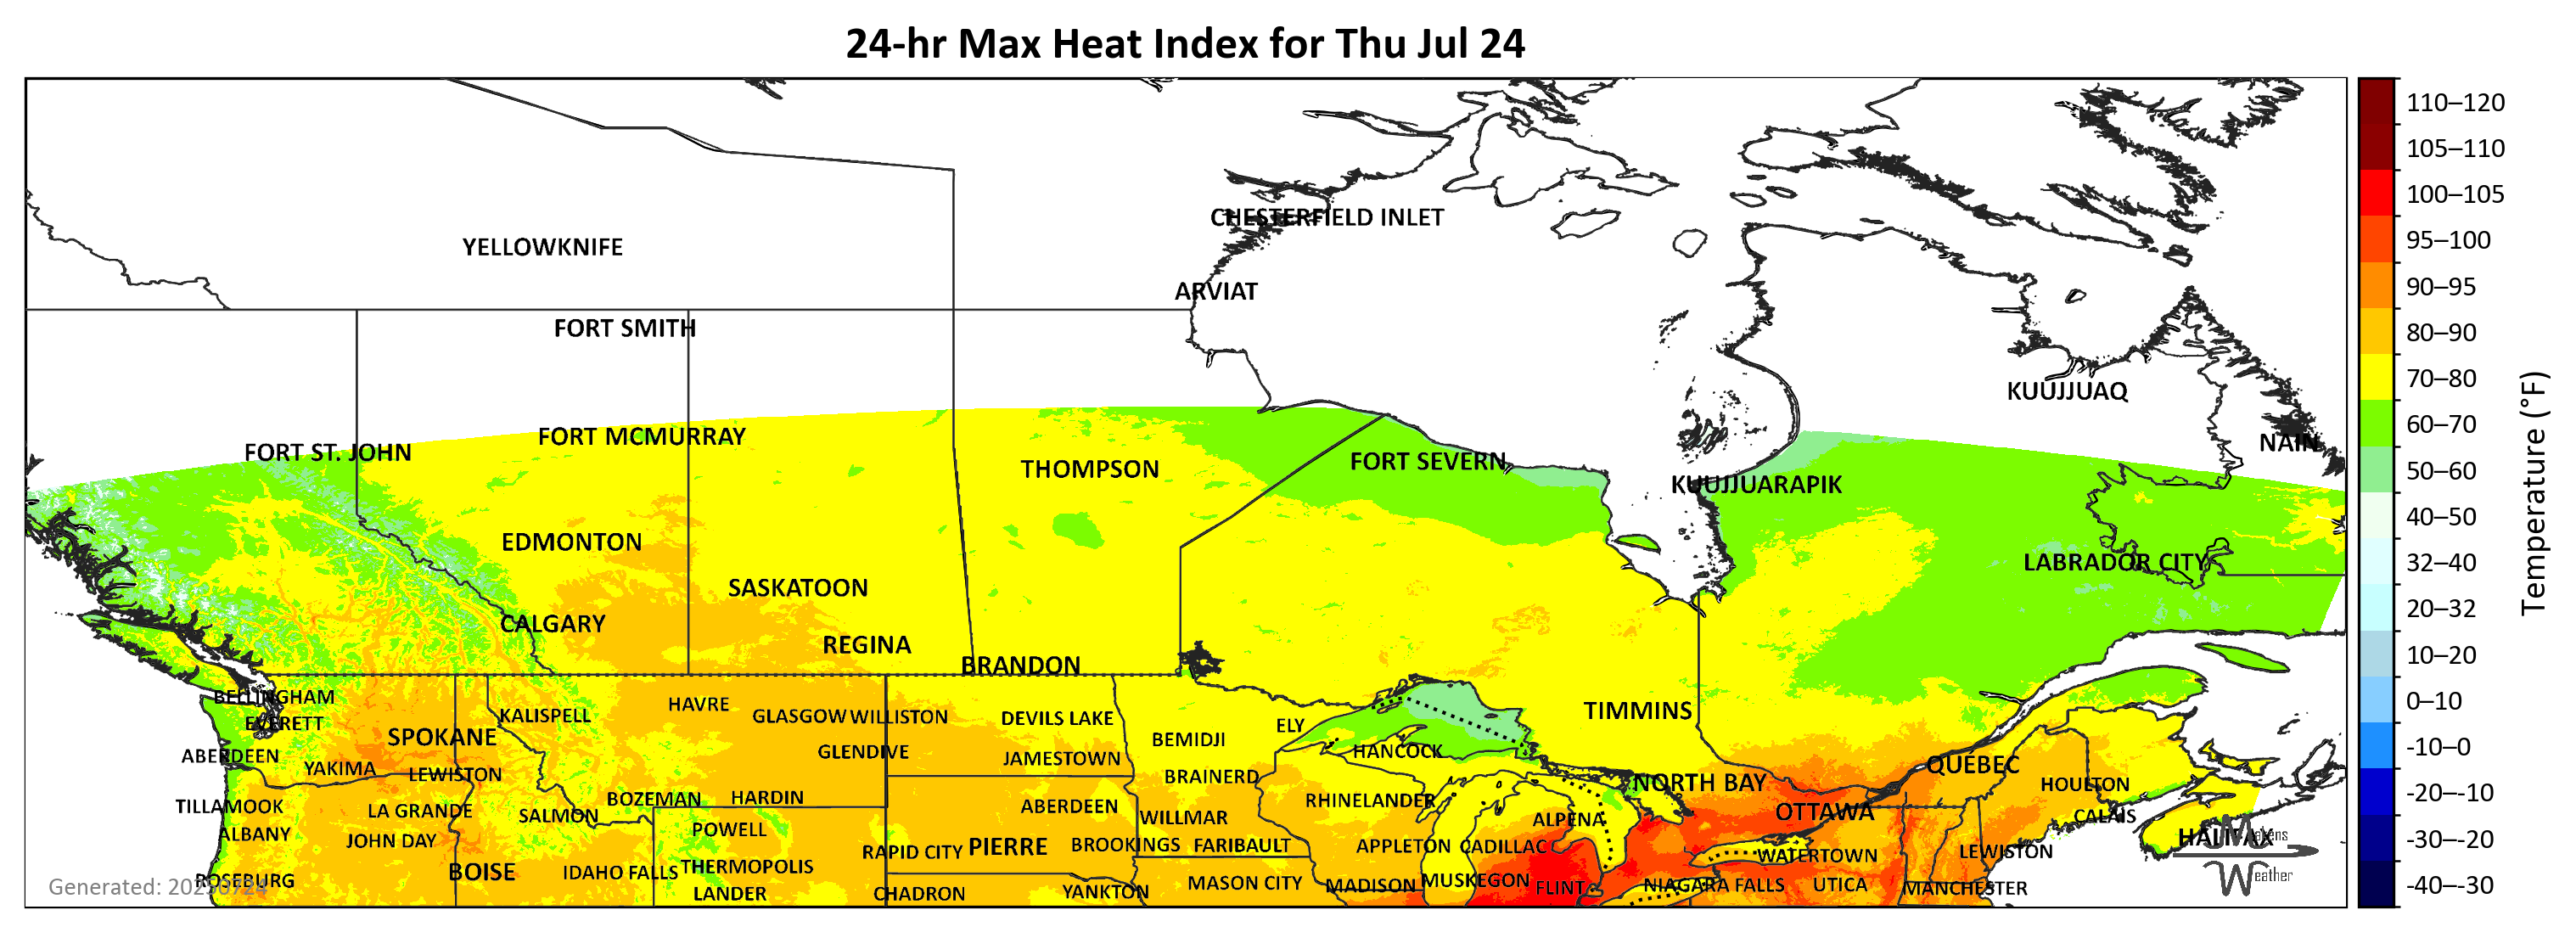 24-hr Max Heat Index for Thu Jul 24
110–120
105–110
100–105
95–100
90–95
80–90
70–80
60–70
50–60
40–50
32–40
20–32
10–20
0–10
-10–0
-20–-10
-30–-20
-40–-30
Temperature (°F)
CHESTERFIELD INLET
YELLOWKNIFE
ARVIAT
FORT SMITH
KUUJJUAQ
FORT MCMURRAY
NAIN
FORT ST. JOHN
FORT SEVERN
THOMPSON
KUUJJUARAPIK
EDMONTON
LABRADOR CITY
SASKATOON
CALGARY
REGINA
BRANDON
BELLINGHAM
HAVRE
TIMMINS
KALISPELL
GLASGOW
WILLISTON
DEVILS LAKE
EVERETT
ELY
SPOKANE
BEMIDJI
GLENDIVE
HANCOCK
ABERDEEN
JAMESTOWN
QUÉBEC
YAKIMA
LEWISTON
BRAINERD
NORTH BAY
HOULTON
BOZEMAN
HARDIN
RHINELANDER
TILLAMOOK
LA GRANDE
ABERDEEN
SALMON
WILLMAR
OTTAWA
CALAIS
ALPENA
ALBANY
POWELL
HALIFAX
JOHN DAY
PIERRE
BROOKINGS
FARIBAULT
APPLETON
CADILLAC
RAPID CITY
LEWISTON
WATERTOWN
THERMOPOLIS
BOISE
IDAHO FALLS
ROSEBURG
MUSKEGON
MASON CITY
MADISON
FLINT
NIAGARA FALLS
UTICA
MANCHESTER
LANDER
CHADRON
YANKTON
Generated: 20250724
Makens
Weather